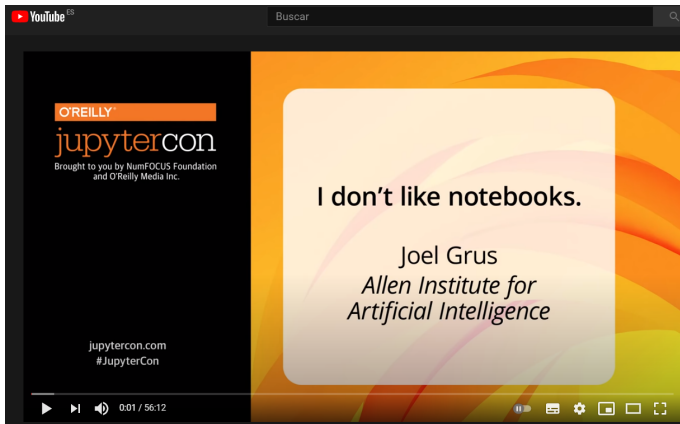 YouTube ES
Buscar
O'REILLY®
jupytercon
Brought to you by NumFOCUS Foundation
and O'Reilly Media Inc.
I don't like notebooks.
Joel Grus
Allen Institute for
Artificial Intelligence
jupytercon.com
#JupyterCon
0:01 / 56:12